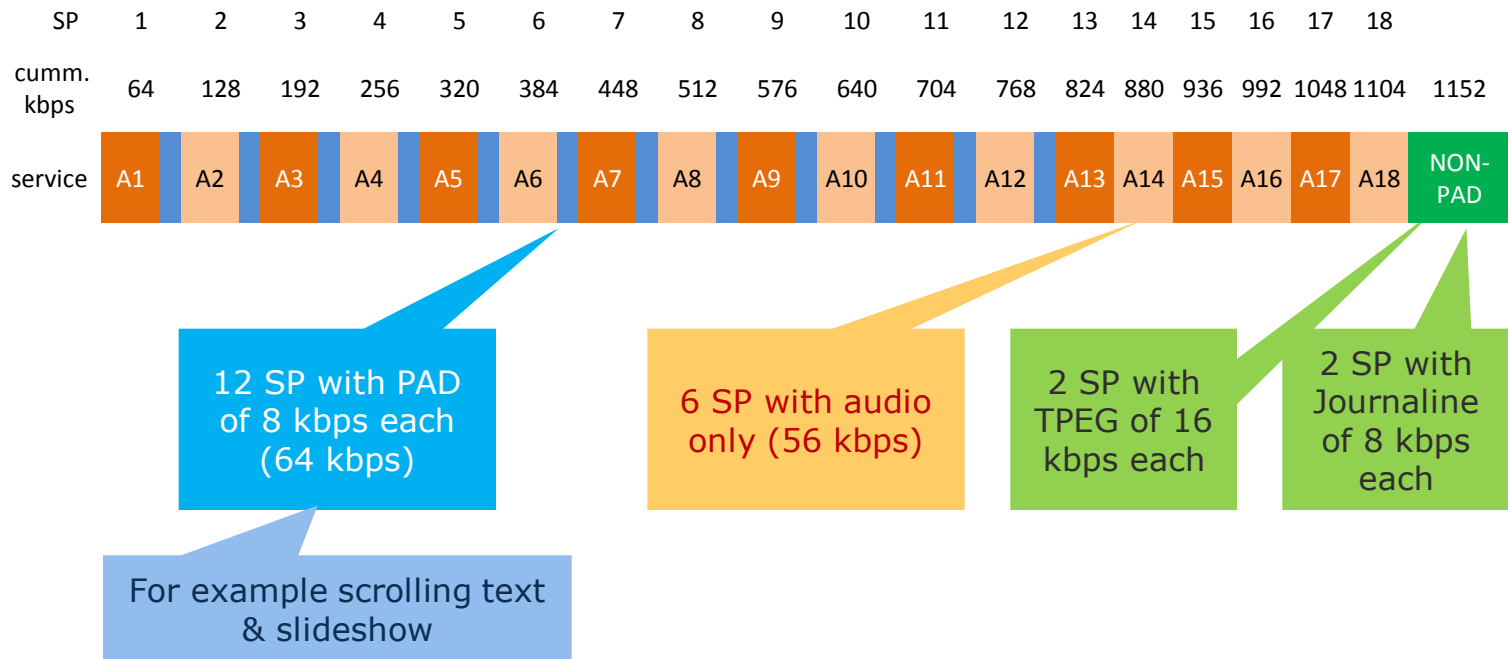 SP 1 2 3 4 5 6 7 8 9 10 11 12 13 14 15 16 17 18
cumm.
kbps 64 128 192 256 320 384 448 512 576 640 704 768 824 880 936 992 1048 1104 1152
service A1 A2 A3 A4 A5 A6 A7 A8 A9 A10 A11 A12 A13 A14 A15 A16 A17 A18 NON-
PAD
12 SP with PAD
of 8 kbps each
(64 kbps)
6 SP with audio
only (56 kbps)
2 SP with
TPEG of 16
kbps each
2 SP with
Journaline
of 8 kbps
each
For example scrolling text
& slideshow